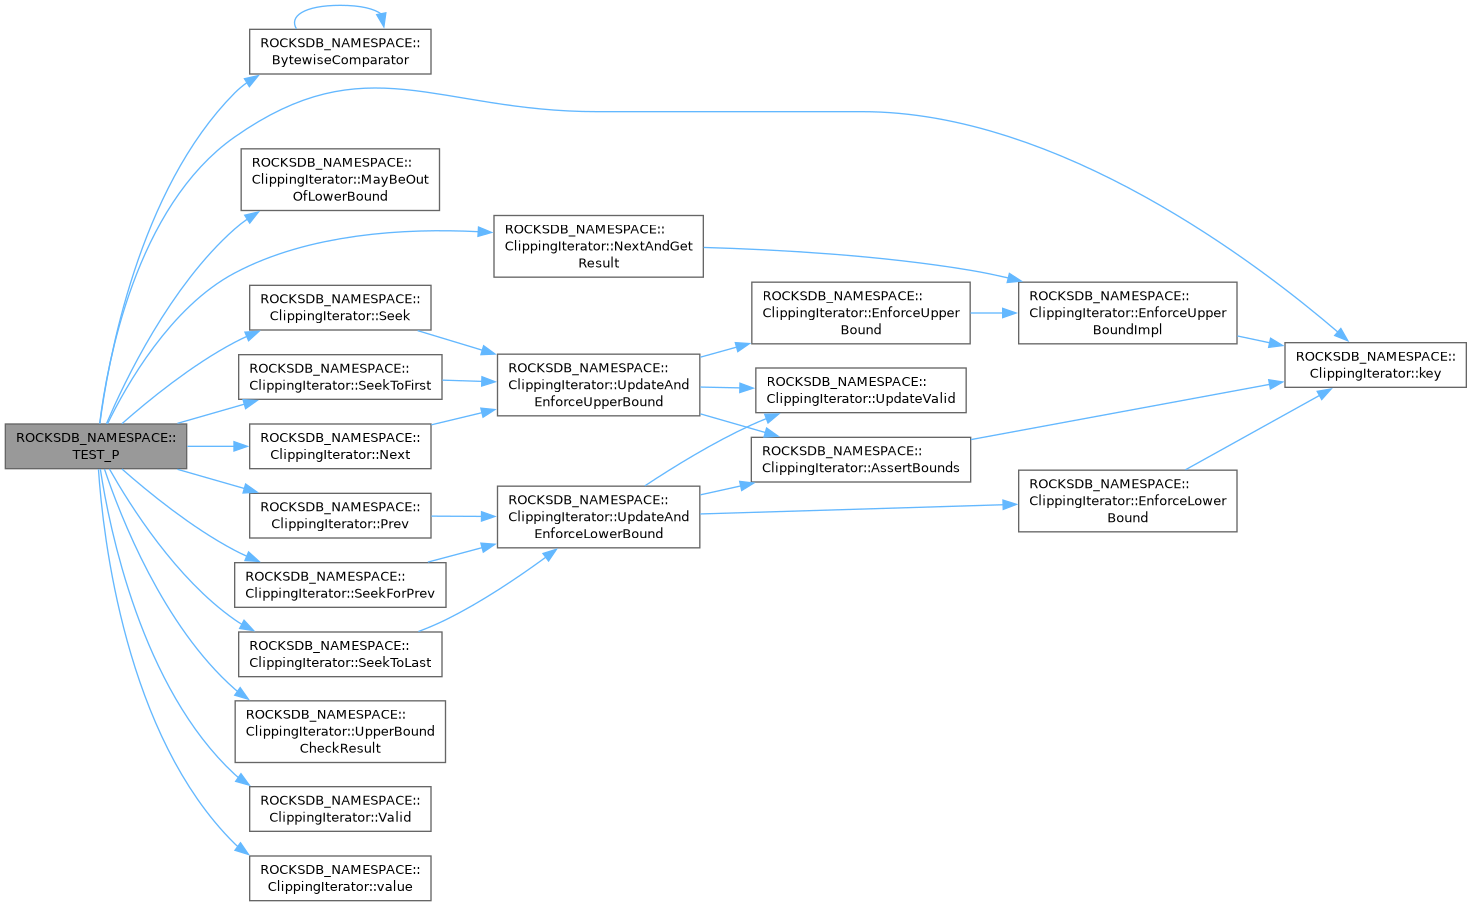 ROCKSDB_NAMESPACE::
TEST_P
ROCKSDB_NAMESPACE::
BytewiseComparator
ROCKSDB_NAMESPACE::
ClippingIterator::MayBeOut
OfLowerBound
ROCKSDB_NAMESPACE::
ClippingIterator::NextAndGet
Result
ROCKSDB_NAMESPACE::
ClippingIterator::Seek
ROCKSDB_NAMESPACE::
ClippingIterator::SeekToFirst
ROCKSDB_NAMESPACE::
ClippingIterator::Next
ROCKSDB_NAMESPACE::
ClippingIterator::Prev
ROCKSDB_NAMESPACE::
ClippingIterator::SeekForPrev
ROCKSDB_NAMESPACE::
ClippingIterator::SeekToLast
ROCKSDB_NAMESPACE::
ClippingIterator::UpperBound
CheckResult
ROCKSDB_NAMESPACE::
ClippingIterator::Valid
ROCKSDB_NAMESPACE::
ClippingIterator::value
ROCKSDB_NAMESPACE::
ClippingIterator::UpdateAnd
EnforceUpperBound
ROCKSDB_NAMESPACE::
ClippingIterator::UpdateAnd
EnforceLowerBound
ROCKSDB_NAMESPACE::
ClippingIterator::EnforceUpper
Bound
ROCKSDB_NAMESPACE::
ClippingIterator::UpdateValid
ROCKSDB_NAMESPACE::
ClippingIterator::AssertBounds
ROCKSDB_NAMESPACE::
ClippingIterator::EnforceUpper
BoundImpl
ROCKSDB_NAMESPACE::
ClippingIterator::EnforceLower
Bound
ROCKSDB_NAMESPACE::
ClippingIterator::key